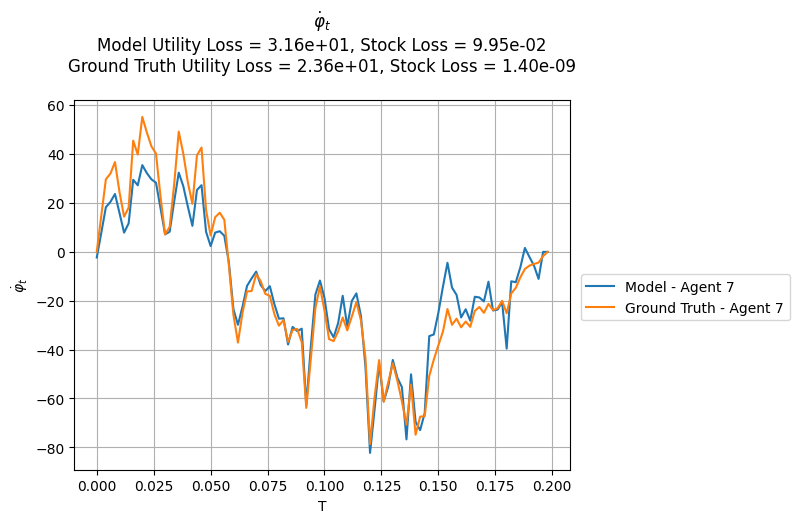 φ̇ₜ
Model Utility Loss = 3.16e+01, Stock Loss = 9.95e-02
Ground Truth Utility Loss = 2.36e+01, Stock Loss = 1.40e-09
60
40
20
0
−20
−40
−60
−80
φ̇ₜ
0.000
0.025
0.050
0.075
0.100
0.125
0.150
0.175
0.200
T
Model - Agent 7
Ground Truth - Agent 7